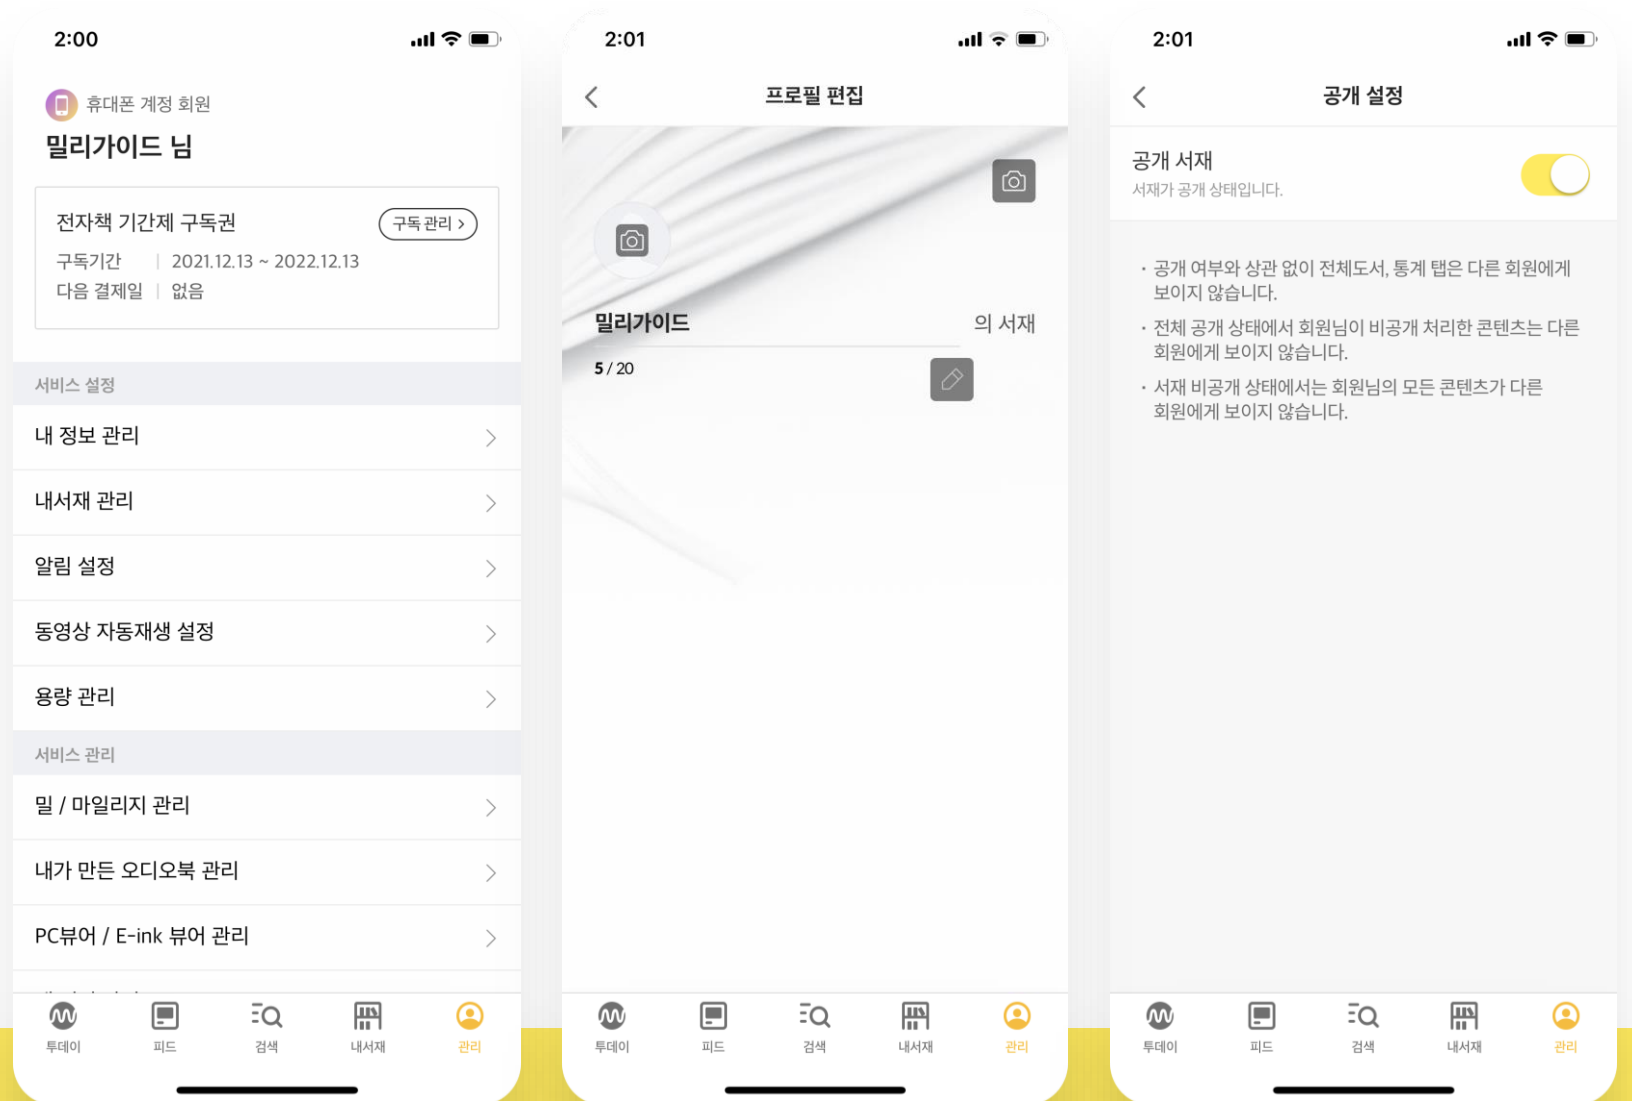 2:00
휴대폰 계정 회원
밀리가이드 님
전자책 기간제 구독권
구독 관리 >
구독기간 | 2021.12.13 ~ 2022.12.13
다음 결제일 | 없음
서비스 설정
내 정보 관리
내서재 관리
알림 설정
동영상 자동재생 설정
용량 관리
서비스 관리
밀 / 마일리지 관리
내가 만든 오디오북 관리
PC뷰어 / E-ink 뷰어 관리
투데이 피드 검색 내서재 관리
2:01
프로필 편집
밀리가이드 의 서재
5 / 20
투데이 피드 검색 내서재 관리
2:01
공개 설정
공개 서재
서재가 공개 상태입니다.
· 공개 여부와 상관 없이 전체도서, 통계 탭은 다른 회원에게
보이지 않습니다.
· 전체 공개 상태에서 회원님이 비공개 처리한 콘텐츠는 다른
회원에게 보이지 않습니다.
· 서재 비공개 상태에서는 회원님의 모든 콘텐츠가 다른
회원에게 보이지 않습니다.
투데이 피드 검색 내서재 관리